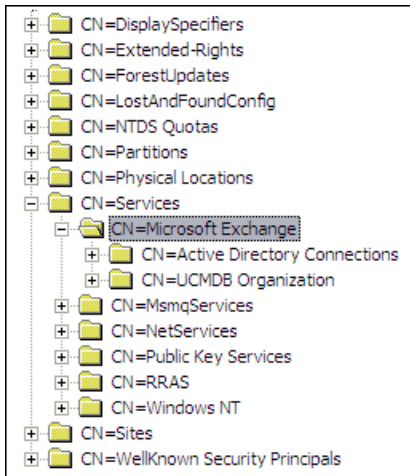 CN=DisplaySpecifiers
CN=Extended-Rights
CN=ForestUpdates
CN=LostAndFoundConfig
CN=NTDS Quotas
CN=Partitions
CN=Physical Locations
CN=Services
CN=Microsoft Exchange
CN=Active Directory Connections
CN=UCMDB Organization
CN=MsmqServices
CN=NetServices
CN=Public Key Services
CN=RRAS
CN=Windows NT
CN=Sites
CN=WellKnown Security Principals